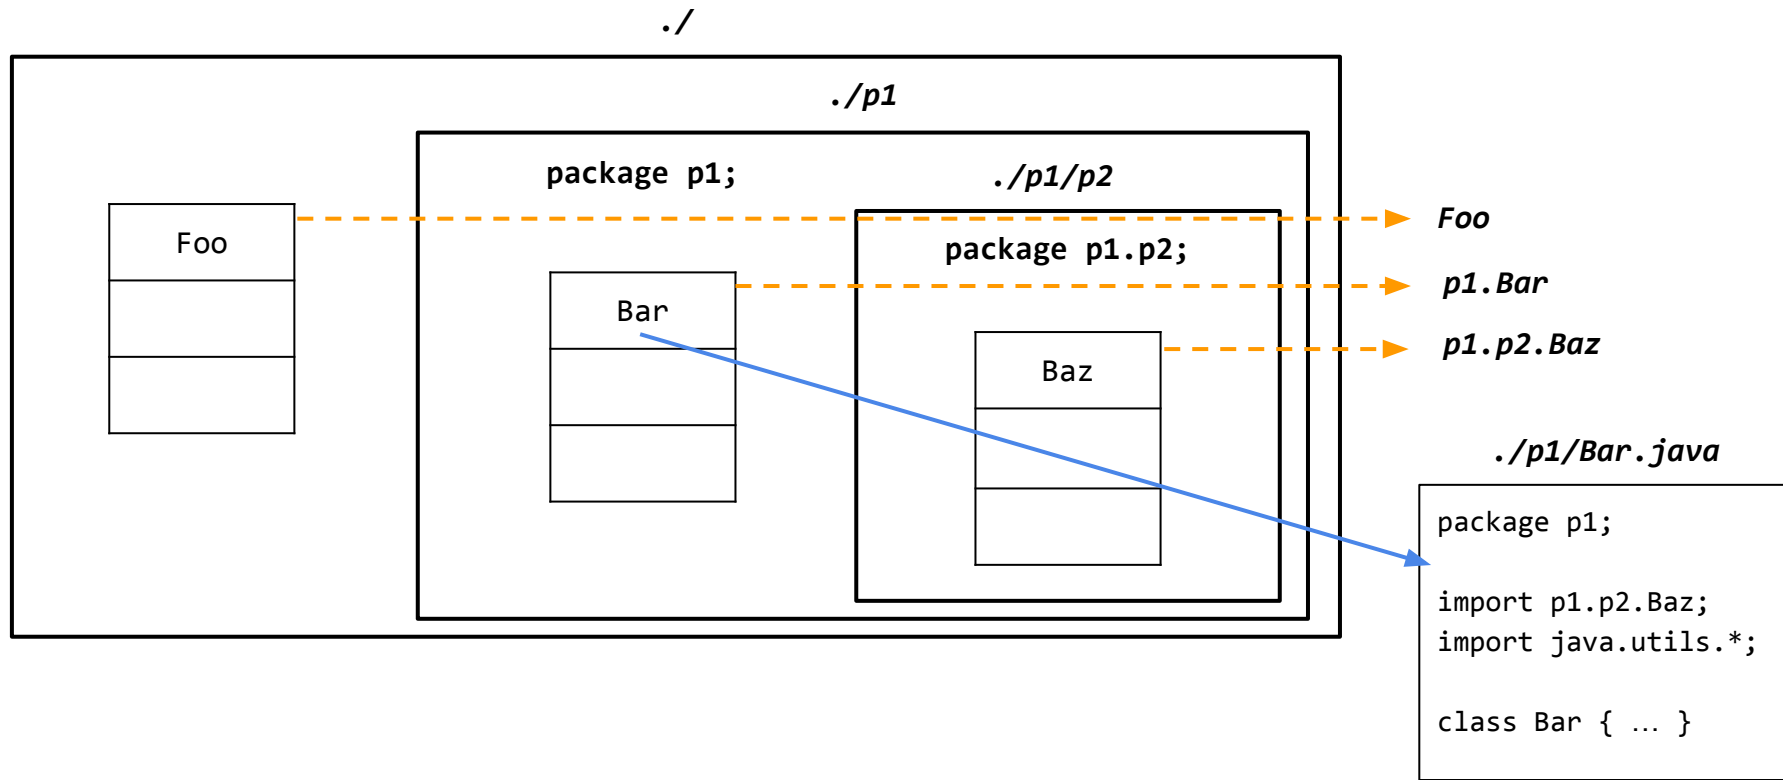 ./
./p1
package p1;
./p1/p2
Foo
Foo
package p1.p2;
Bar
p1.Bar
Baz
p1.p2.Baz
./p1/Bar.java
package p1;
import p1.p2.Baz;
import java.utils.*;
class Bar { … }